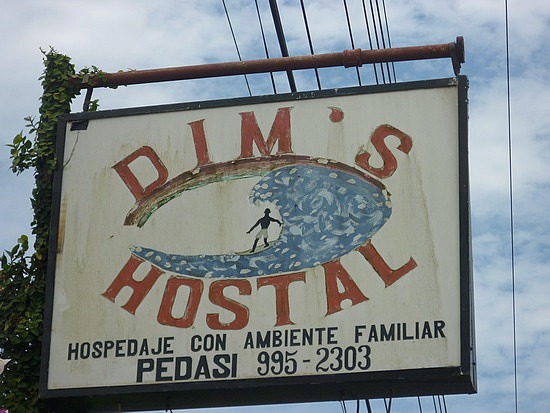 DIM'S
HOSTAL
HOSPEDAJE CON AMBIENTE FAMILIAR
PEDASI 995-2303